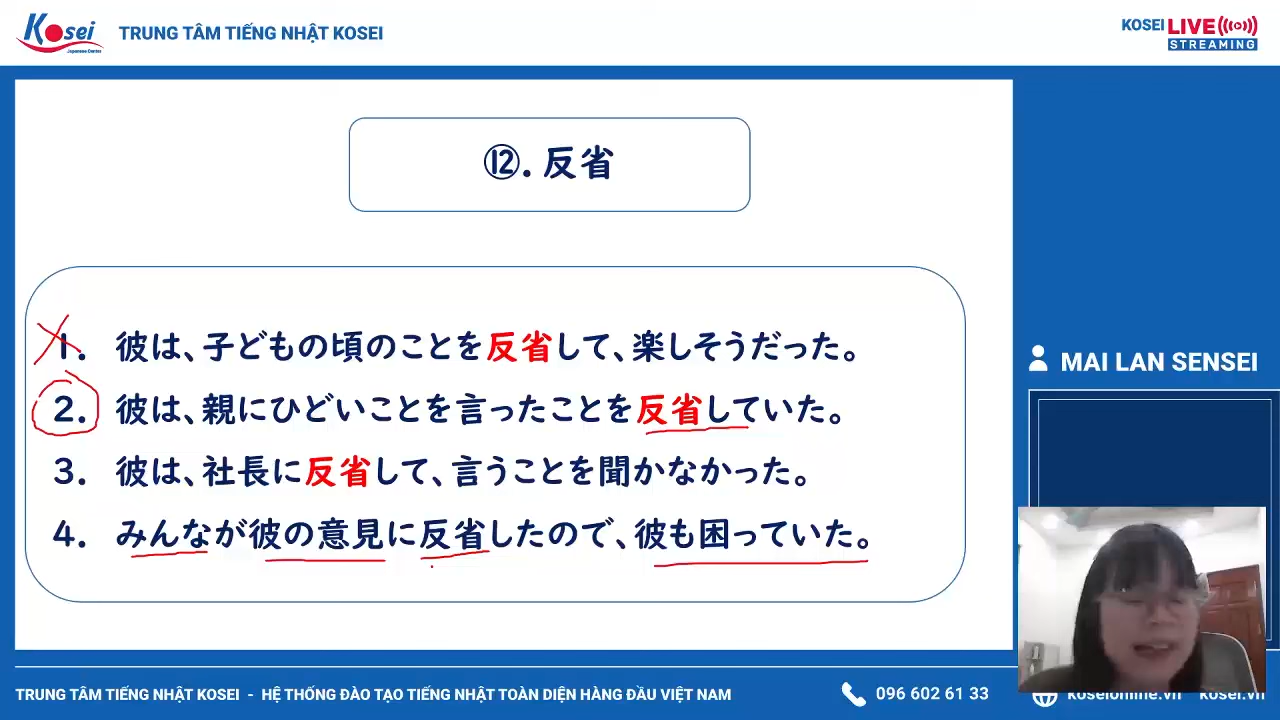 Kosei
Japanese Center
TRUNG TÂM TIẾNG NHẬT KOSEI
KOSEI LIVE
STREAMING
⑫. 反省
1. 彼は、子どもの頃のことを反省して、楽しそうだった。
2. 彼は、親にひどいことを言ったことを反省していた。
3. 彼は、社長に反省して、言うことを聞かなかった。
4. みんなが彼の意見に反省したので、彼も困っていた。
MAI LAN SENSEI
TRUNG TÂM TIẾNG NHẬT KOSEI - HỆ THỐNG ĐÀO TẠO TIẾNG NHẬT TOÀN DIỆN HÀNG ĐẦU VIỆT NAM
096 602 61 33
koseionline.vn kosei.vn